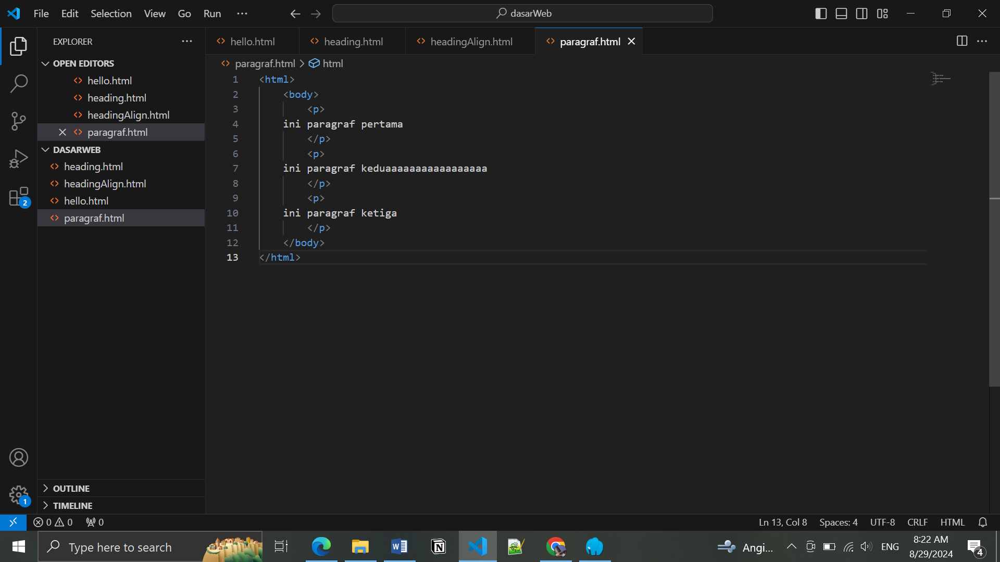 File Edit Selection View Go Run ··· dasarWeb
EXPLORER ···
hello.html heading.html headingAlign.html paragraf.html
OPEN EDITORS
hello.html
heading.html
headingAlign.html
paragraf.html
DASARWEB
heading.html
headingAlign.html
hello.html
paragraf.html
2
OUTLINE
TIMELINE
1
paragraf.html > html
1 <html>
2 <body>
3 <p>
4 ini paragraf pertama
5 </p>
6 <p>
7 ini paragraf keduaaaaaaaaaaaaaaaaa
8 </p>
9 <p>
10 ini paragraf ketiga
11 </p>
12 </body>
13 </html>
0 0 0 Ln 13, Col 8 Spaces: 4 UTF-8 CRLF HTML
Type here to search Angi... ENG 8:22 AM
8/29/2024 4